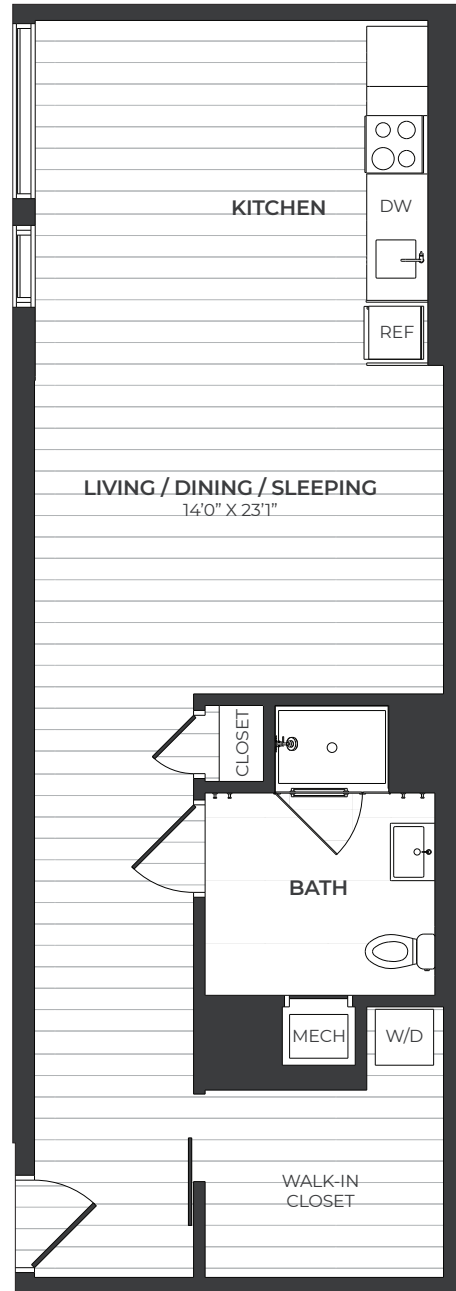 KITCHEN
DW
REF
LIVING / DINING / SLEEPING
14'0" X 23'1"
CLOSET
BATH
MECH
W/D
WALK-IN
CLOSET